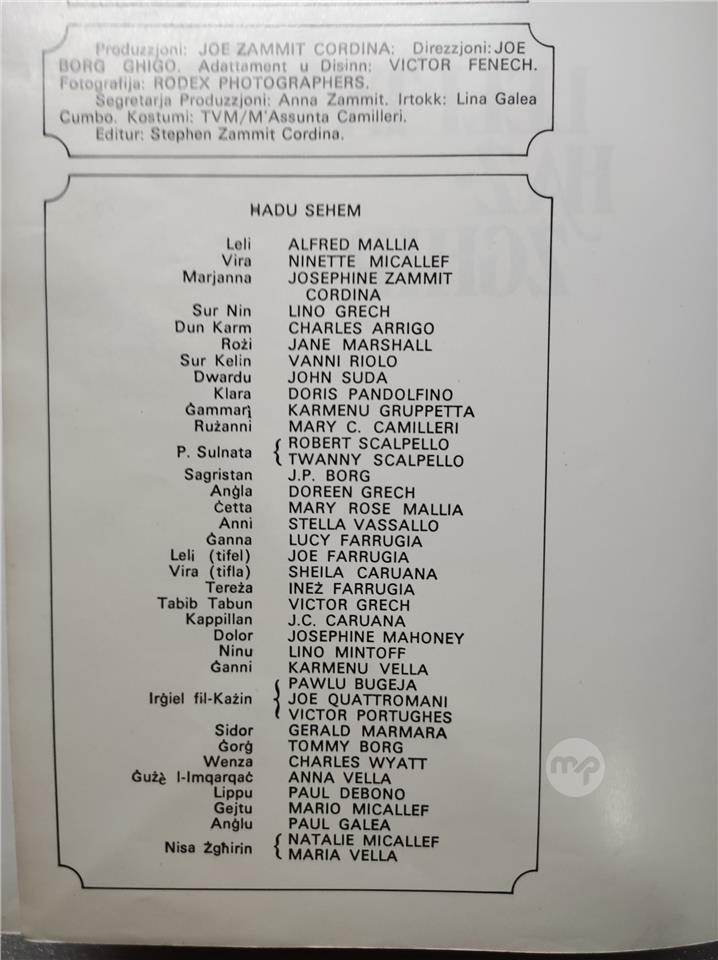 Produzzjoni: JOE ZAMMIT CORDINA: Direzzjoni: JOE
BORG GHIGO. Adattament u Disinn: VICTOR FENECH.
Fotografija: RODEX PHOTOGRAPHERS.
Segretarja Produzzjoni: Anna Zammit. Irtokk: Lina Galea
Cumbo. Kostumi: TVM/M'Assunta Camilleri.
Editur: Stephen Zammit Cordina.
ĦADU SEHEM
Leli ALFRED MALLIA
Vira NINETTE MICALLEF
Marjanna JOSEPHINE ZAMMIT
CORDINA
Sur Nin LINO GRECH
Dun Karm CHARLES ARRIGO
Rożi JANE MARSHALL
Sur Kelin VANNI RIOLO
Dwardu JOHN SUDA
Klara DORIS PANDOLFINO
Ġammarj KARMENU GRUPPETTA
Rużanni MARY C. CAMILLERI
P. Sulnata { ROBERT SCALPELLO
TWANNY SCALPELLO
Sagristan J.P. BORG
Anġla DOREEN GRECH
Ċetta MARY ROSE MALLIA
Anni STELLA VASSALLO
Ġanna LUCY FARRUGIA
Leli (tifel) JOE FARRUGIA
Vira (tifla) SHEILA CARUANA
Tereża INEŻ FARRUGIA
Tabib Tabun VICTOR GRECH
Kappillan J.C. CARUANA
Dolor JOSEPHINE MAHONEY
Ninu LINO MINTOFF
Ġanni KARMENU VELLA
PAWLU BUGEJA
Irġiel fil-Każin { JOE QUATTROMANI
VICTOR PORTUGHES
Sidor GERALD MARMARA
Ġorġ TOMMY BORG
Wenza CHARLES WYATT
Ġużè l-Imqarqaċ ANNA VELLA
Lippu PAUL DEBONO
Gejtu MARIO MICALLEF
Anġlu PAUL GALEA
Nisa Żgħirin { NATALIE MICALLEF
MARIA VELLA
mp